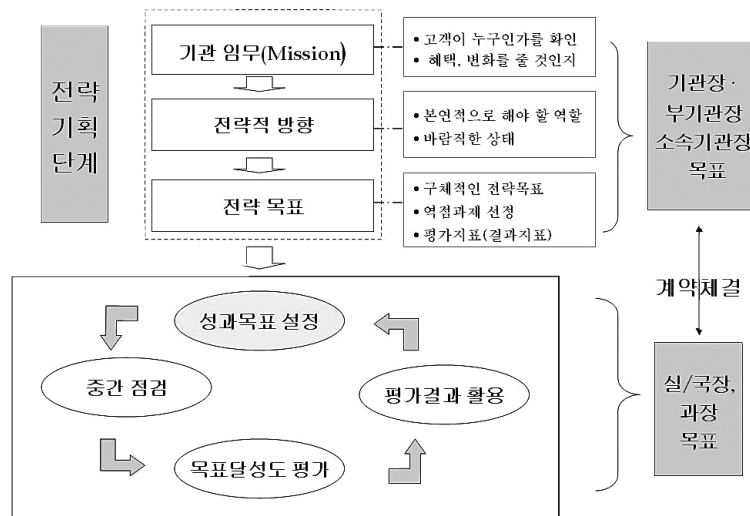 전략
기획
단계
기관 임무(Mission)
• 고객이 누구인가를 확인
• 혜택, 변화를 줄 것인지
전략적 방향
• 본연적으로 해야 할 역할
• 바람직한 상태
전략 목표
• 구체적인 전략목표
• 역점과제 선정
• 평가지표(결과지표)
기관장·
부기관장
소속기관장
목표
계약체결
성과목표 설정
중간 점검
평가결과 활용
목표달성도 평가
실/국장,
과장
목표